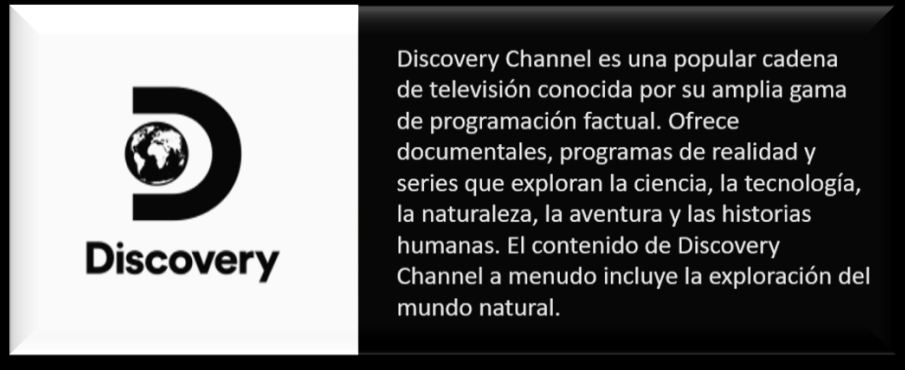 Discovery
Discovery Channel es una popular cadena
de televisión conocida por su amplia gama
de programación factual. Ofrece
documentales, programas de realidad y
series que exploran la ciencia, la tecnología,
la naturaleza, la aventura y las historias
humanas. El contenido de Discovery
Channel a menudo incluye la exploración del
mundo natural.